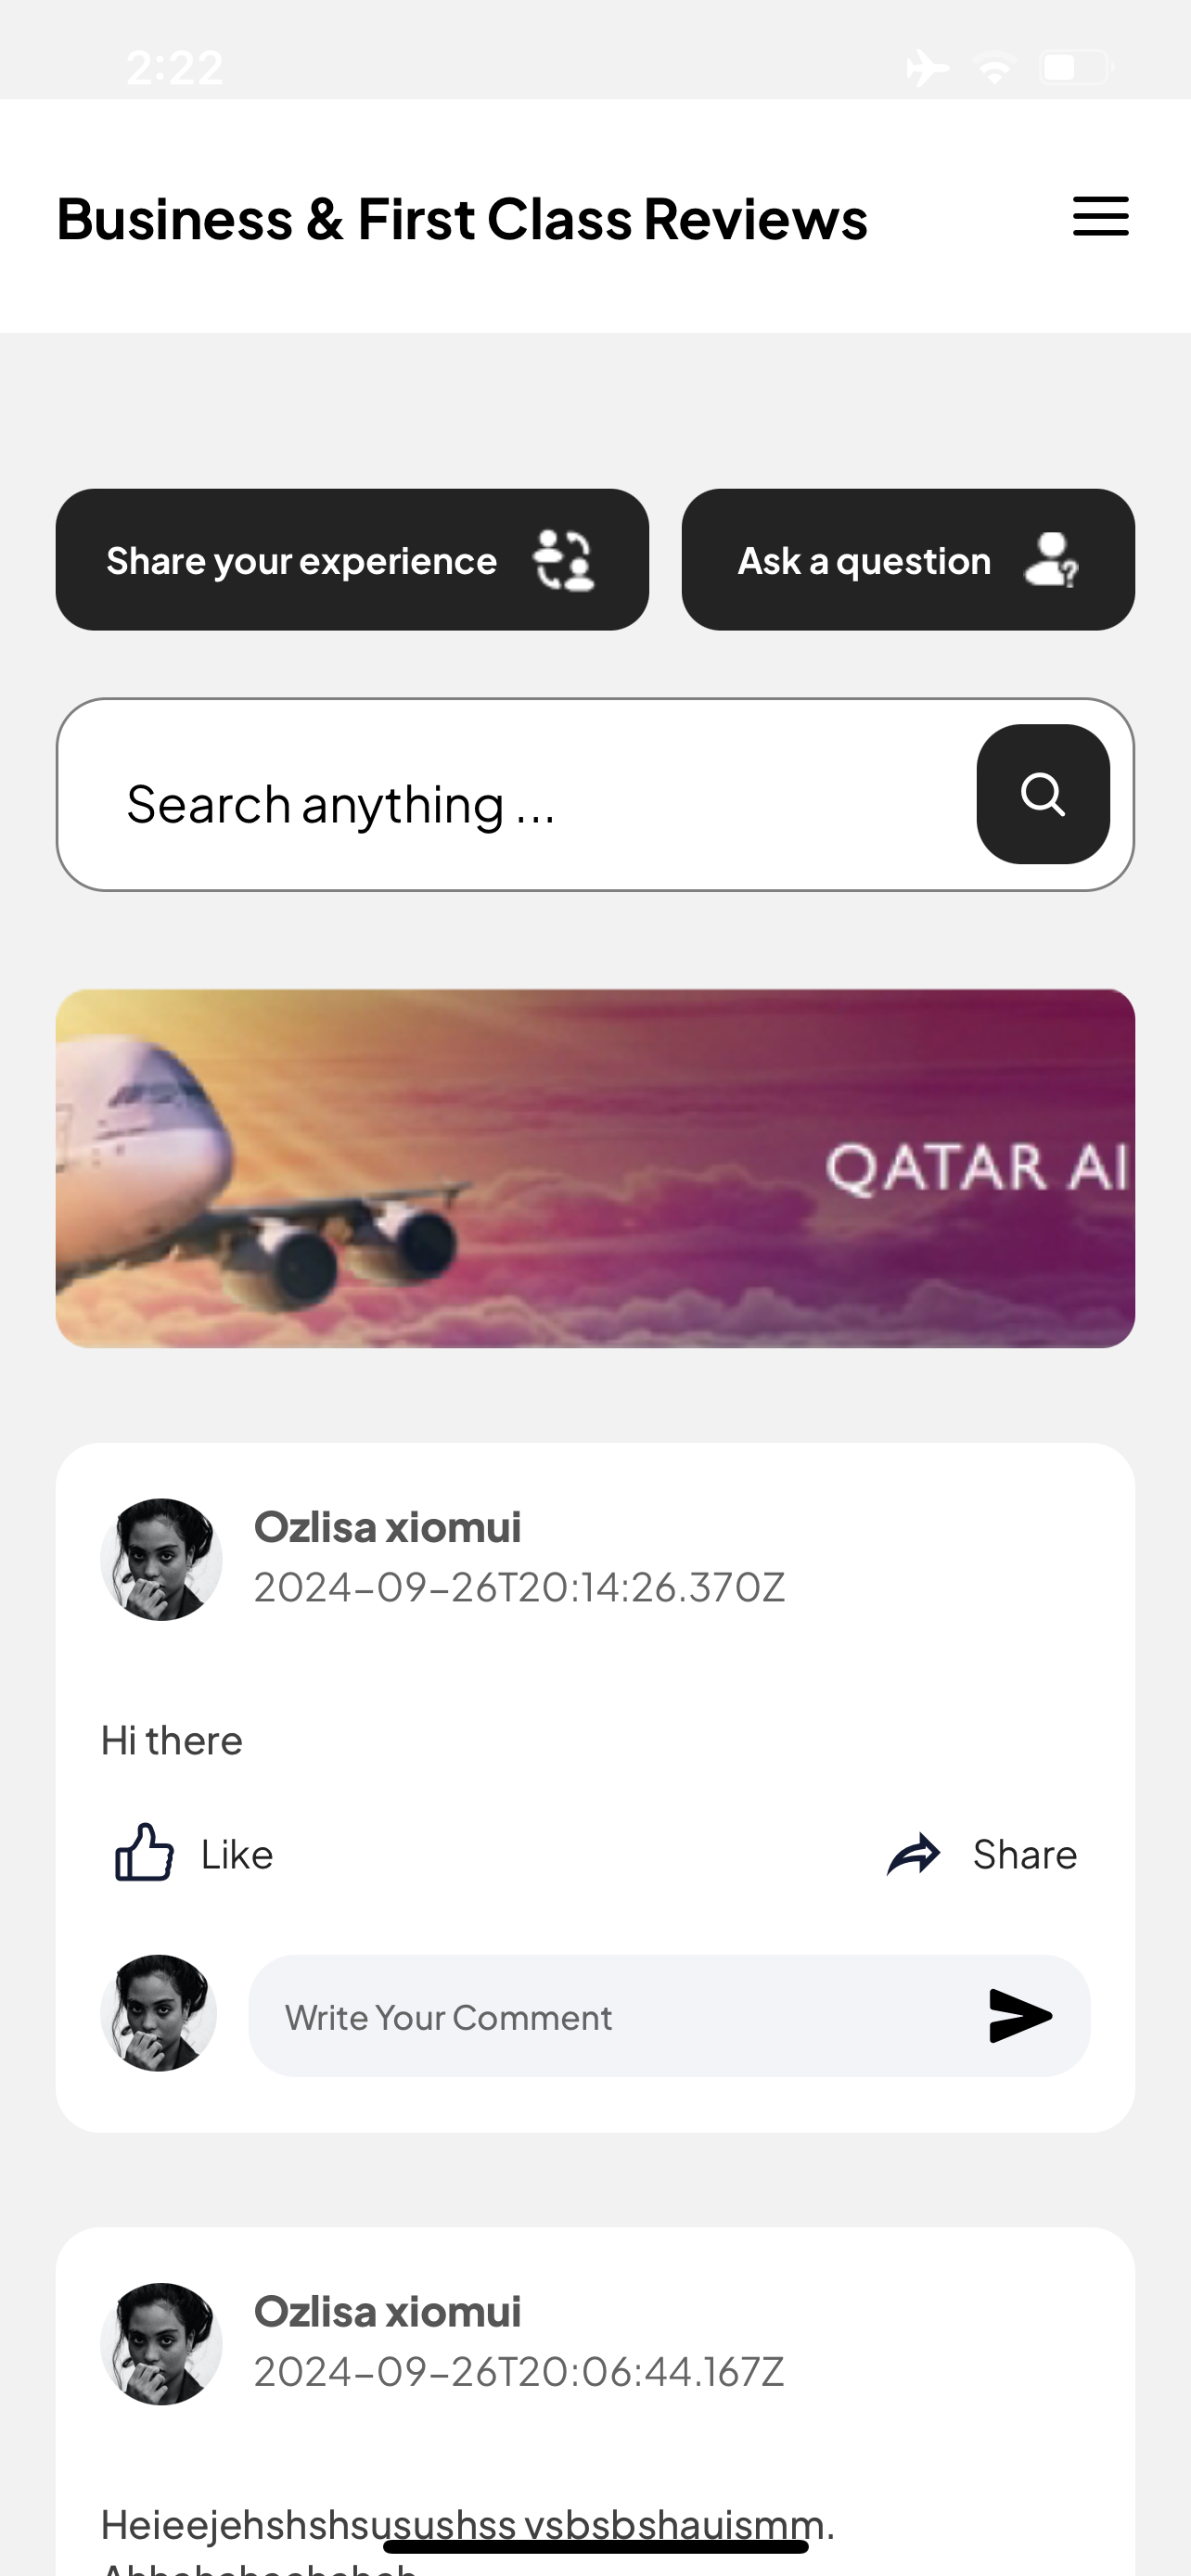 2:22
Business & First Class Reviews
Share your experience
Ask a question
Search anything ...
QATAR AI
Ozlisa xiomui
2024-09-26T20:14:26.370Z
Hi there
Like
Share
Write Your Comment
Ozlisa xiomui
2024-09-26T20:06:44.167Z
Heieejehshshsusushss vsbsbshauismm.